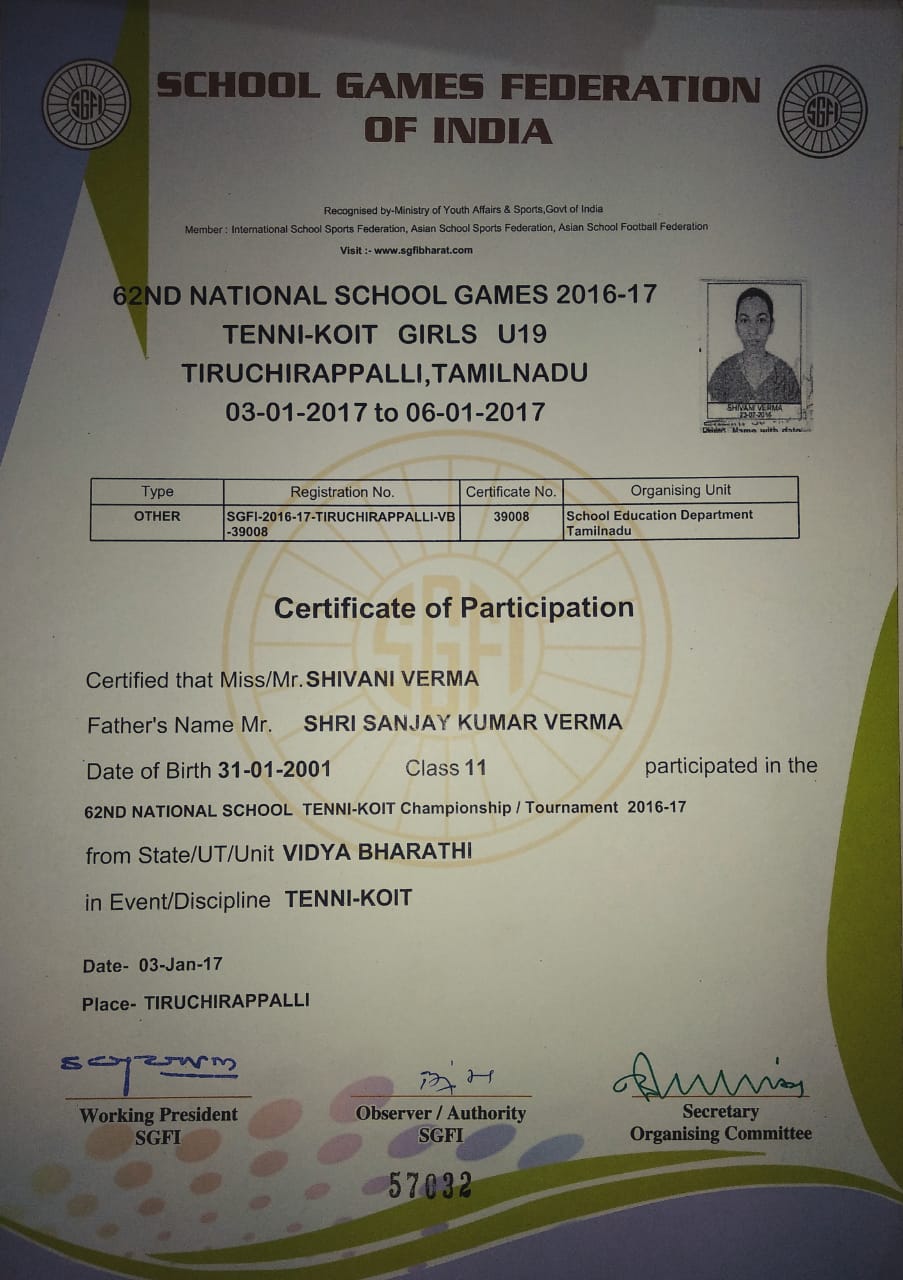 SGFI
SGFI
SCHOOL GAMES FEDERATION
OF INDIA
Recognised by-Ministry of Youth Affairs & Sports,Govt of India
Member : International School Sports Federation, Asian School Sports Federation, Asian School Football Federation
Visit :- www.sgfibharat.com
62ND NATIONAL SCHOOL GAMES 2016-17
TENNI-KOIT GIRLS U19
TIRUCHIRAPPALLI,TAMILNADU
03-01-2017 to 06-01-2017
SHIVANI VERMA
23-07-2016
Name with date
Type Registration No. Certificate No. Organising Unit
OTHER SGFI-2016-17-TIRUCHIRAPPALLI-VB 39008 School Education Department
-39008 Tamilnadu
SGFI
Certificate of Participation
Certified that Miss/Mr. SHIVANI VERMA
Father's Name Mr. SHRI SANJAY KUMAR VERMA
Date of Birth 31-01-2001 Class 11 participated in the
62ND NATIONAL SCHOOL TENNI-KOIT Championship / Tournament 2016-17
from State/UT/Unit VIDYA BHARATHI
in Event/Discipline TENNI-KOIT
Date- 03-Jan-17
Place- TIRUCHIRAPPALLI
Working President Observer / Authority Secretary
SGFI SGFI Organising Committee
57032